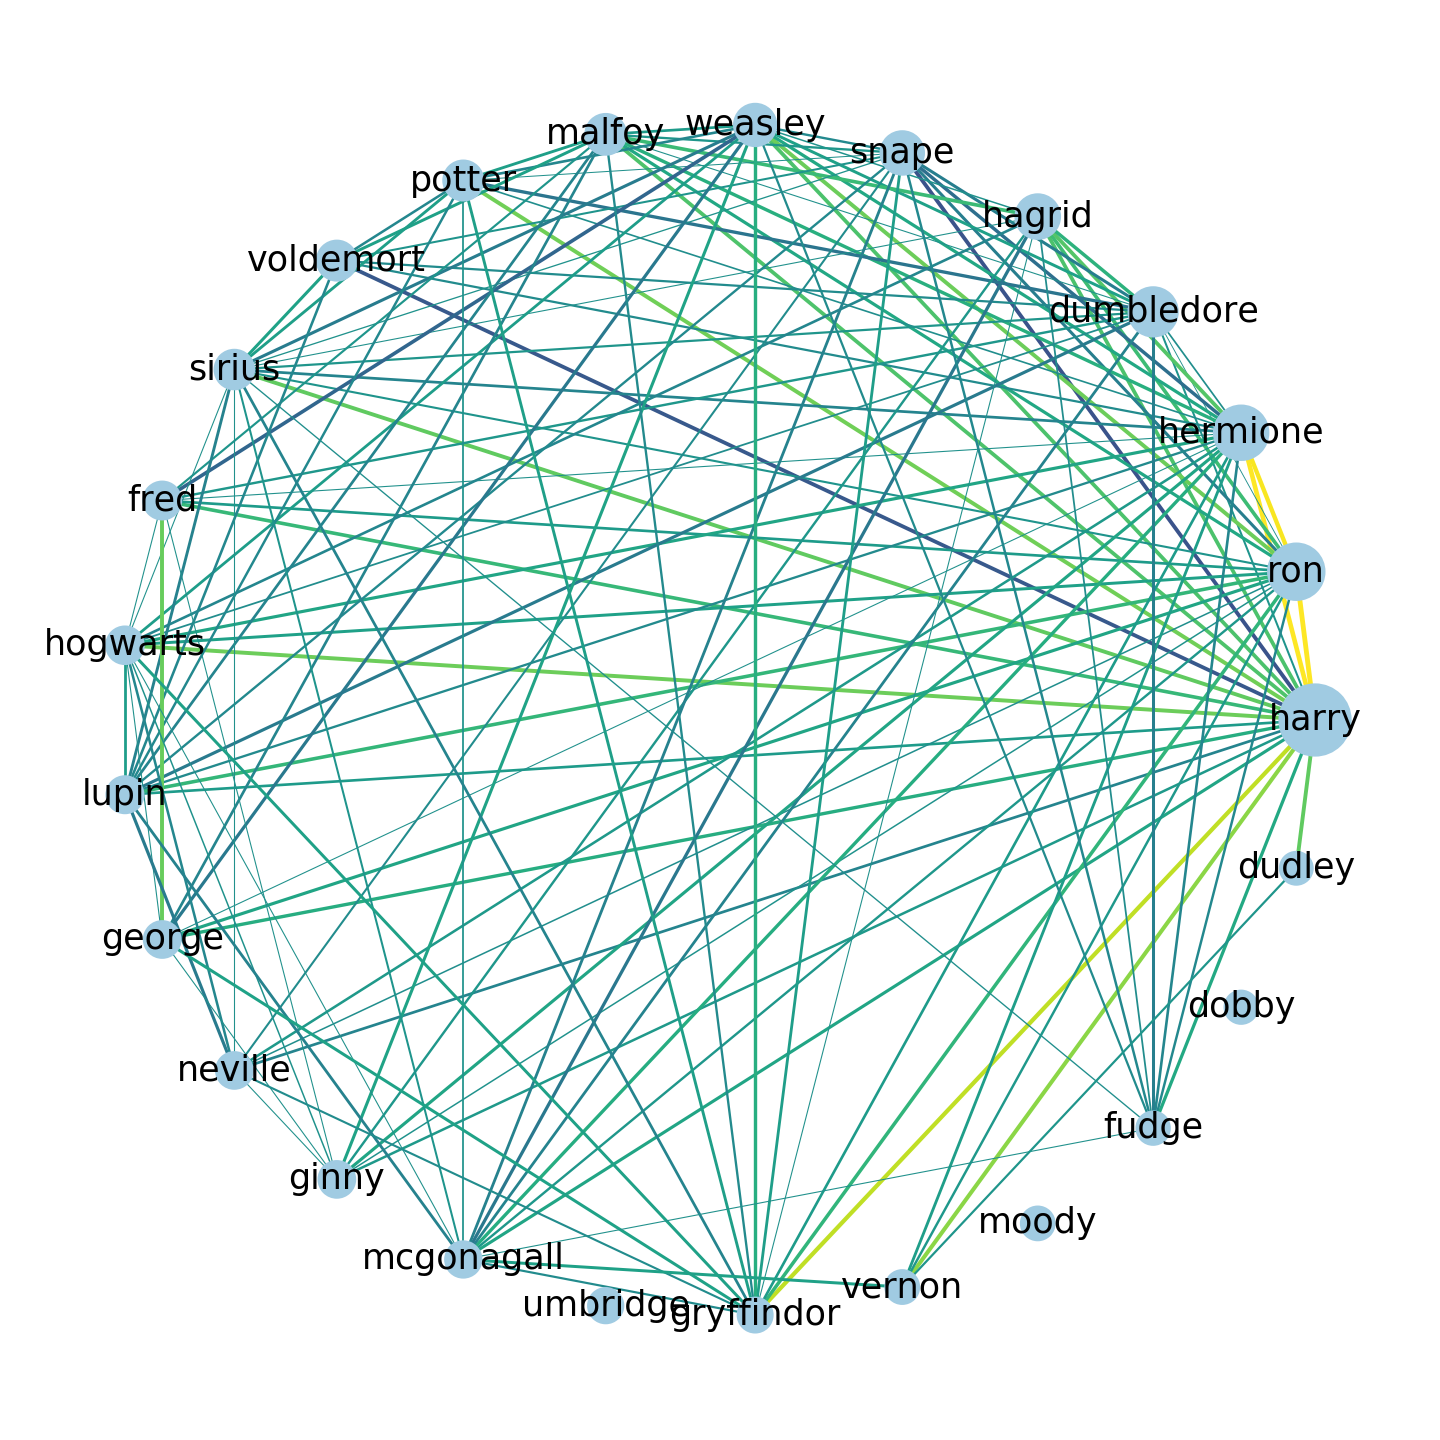 weasley
malfoy
snape
potter
hagrid
voldemort
dumbledore
sirius
hermione
fred
ron
hogwarts
harry
lupin
dudley
george
dobby
neville
fudge
ginny
moody
mcgonagall
vernon
umbridge
gryffindor